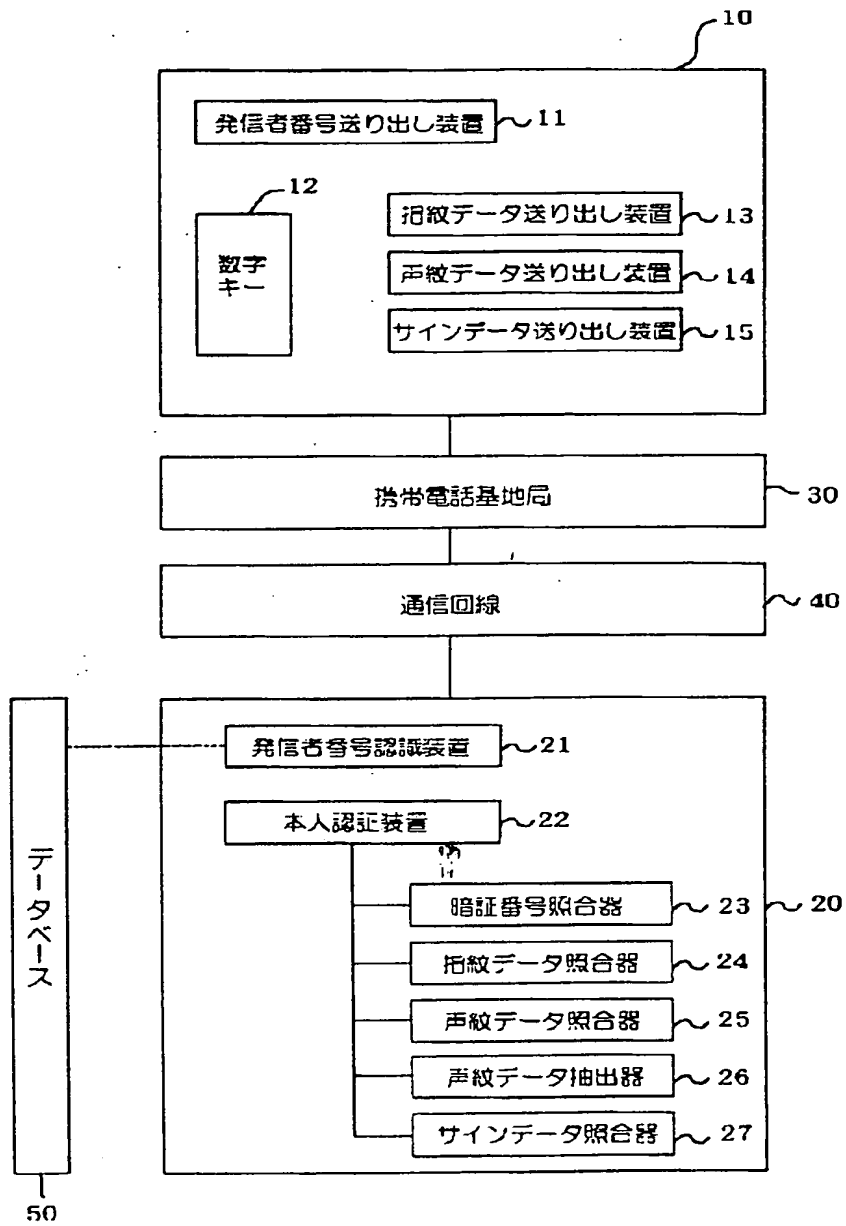 10
発信者番号送り出し装置
11
12
数字
キー
指紋データ送り出し装置
13
声紋データ送り出し装置
14
サインデータ送り出し装置
15
携帯電話基地局
30
通信回線
40
発信者番号認識装置
21
本人認証装置
22
暗証番号照合器
23
20
指紋データ照合器
24
声紋データ照合器
25
声紋データ抽出器
26
サインデータ照合器
27
データベース
50